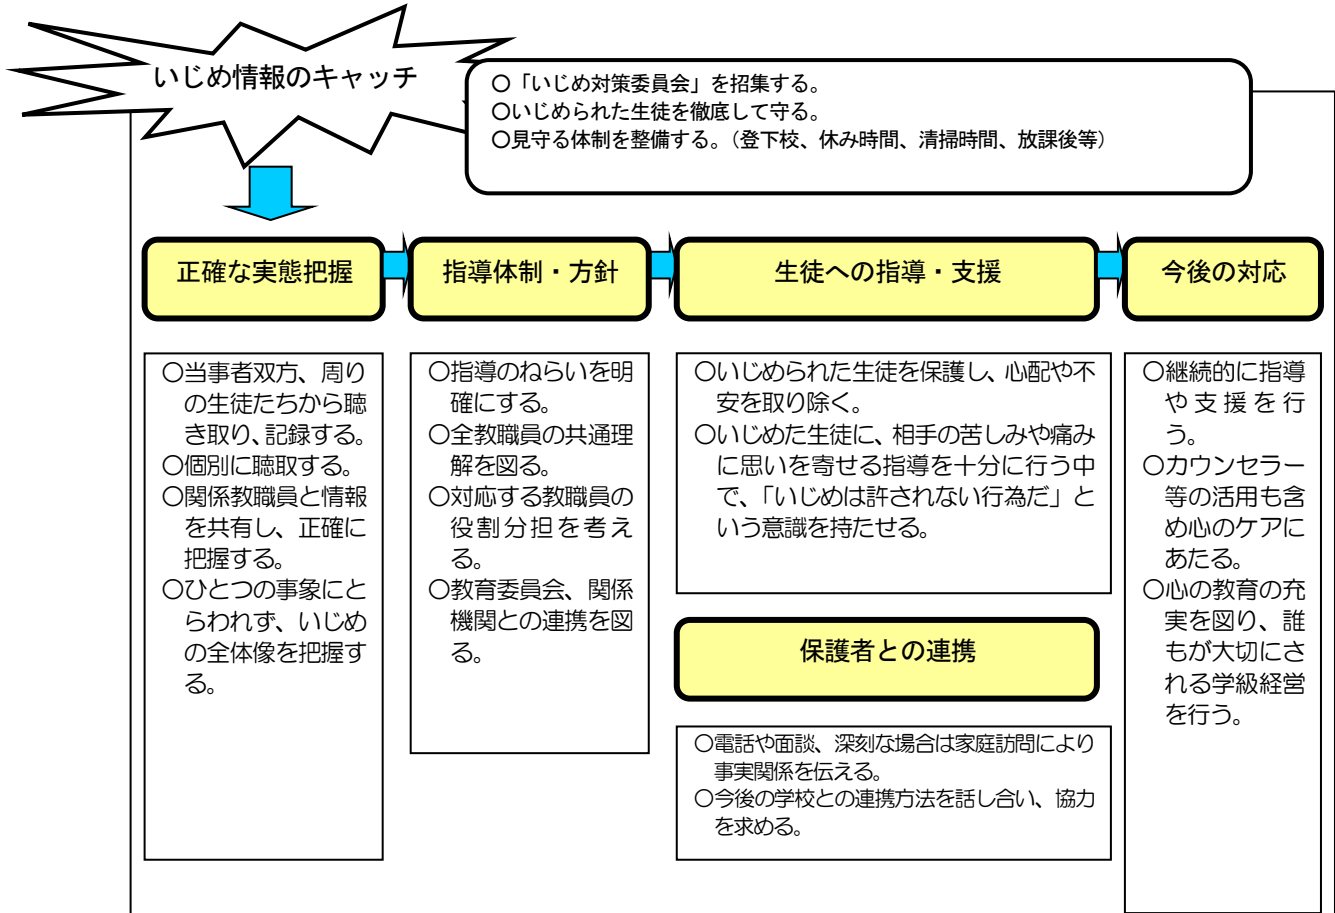 いじめ情報のキャッチ
〇「いじめ対策委員会」を招集する。
〇いじめられた生徒を徹底して守る。
〇見守る体制を整備する。（登下校、休み時間、清掃時間、放課後等）
正確な実態把握
指導体制・方針
生徒への指導・支援
今後の対応
〇当事者双方、周り
の生徒たちから聴
き取り、記録する。
〇個別に聴取する。
〇関係教職員と情報
を共有し、正確に
把握する。
〇ひとつの事象にと
らわれず、いじめ
の全体像を把握す
る。
〇指導のねらいを明
確にする。
〇全教職員の共通理
解を図る。
〇対応する教職員の
役割分担を考え
る。
〇教育委員会、関係
機関との連携を図
る。
〇いじめられた生徒を保護し、心配や不
安を取り除く。
〇いじめた生徒に、相手の苦しみや痛み
に思いを寄せる指導を十分に行う中
で、「いじめは許されない行為だ」と
いう意識を持たせる。
保護者との連携
〇電話や面談、深刻な場合は家庭訪問により
事実関係を伝える。
〇今後の学校との連携方法を話し合い、協力
を求める。
〇継続的に指導
や支援を行
う。
〇カウンセラー
等の活用も含
め心のケアに
あたる。
〇心の教育の充
実を図り、誰
もが大切にさ
れる学級経営
を行う。